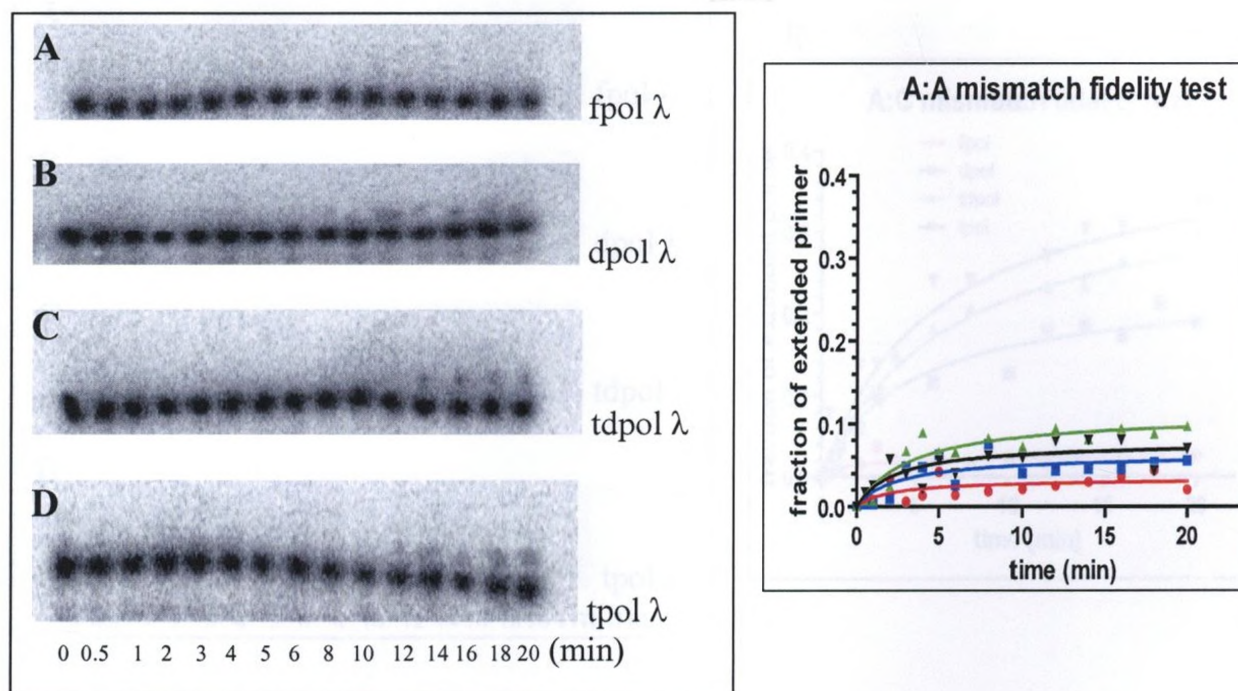 A
fpol λ
B
dpol λ
C
tdpol λ
D
tpol λ
0 0.5 1 2 3 4 5 6 8 10 12 14 16 18 20 (min)
A:A mismatch fidelity test
fraction of extended primer
0.4
0.3
0.2
0.1
0.0
0 5 10 15 20
time (min)